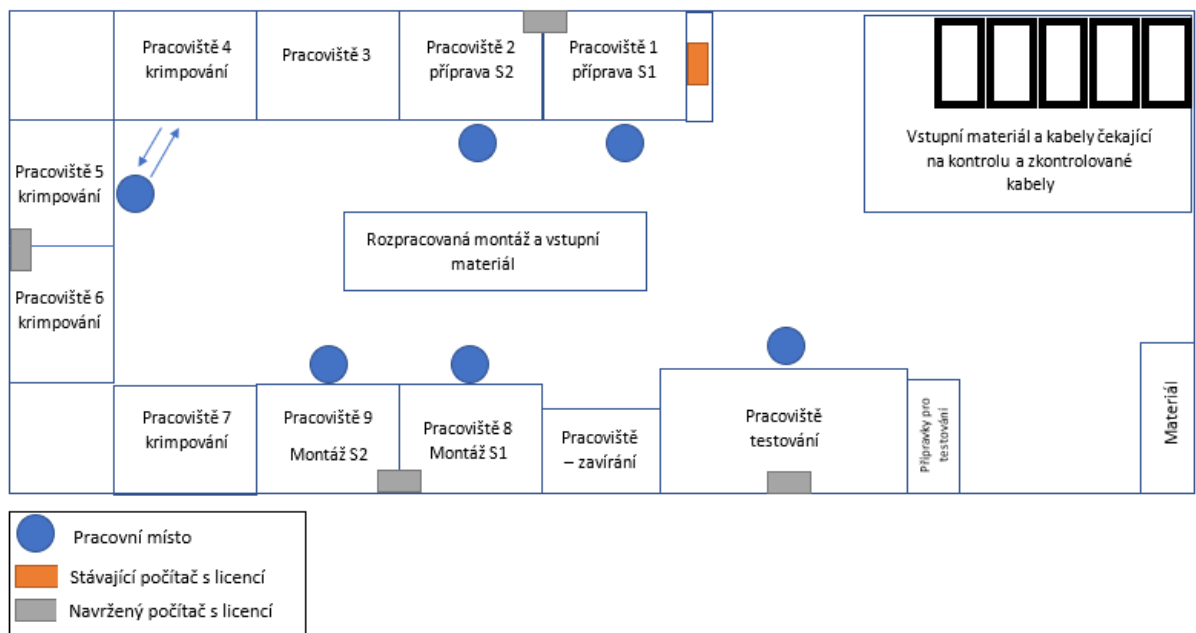 Pracoviště 4
krimpování
Pracoviště 3
Pracoviště 2
příprava S2
Pracoviště 1
příprava S1
Vstupní materiál a kabely čekající
na kontrolu a zkontrolované
kabely
Pracoviště 5
krimpování
Rozpracovaná montáž a vstupní
materiál
Pracoviště 6
krimpování
Pracoviště 7
krimpování
Pracoviště 9
Montáž S2
Pracoviště 8
Montáž S1
Pracoviště
– zavírání
Pracoviště
testování
Přípravky pro
testování
Materiál
Pracovní místo
Stávající počítač s licencí
Navržený počítač s licencí